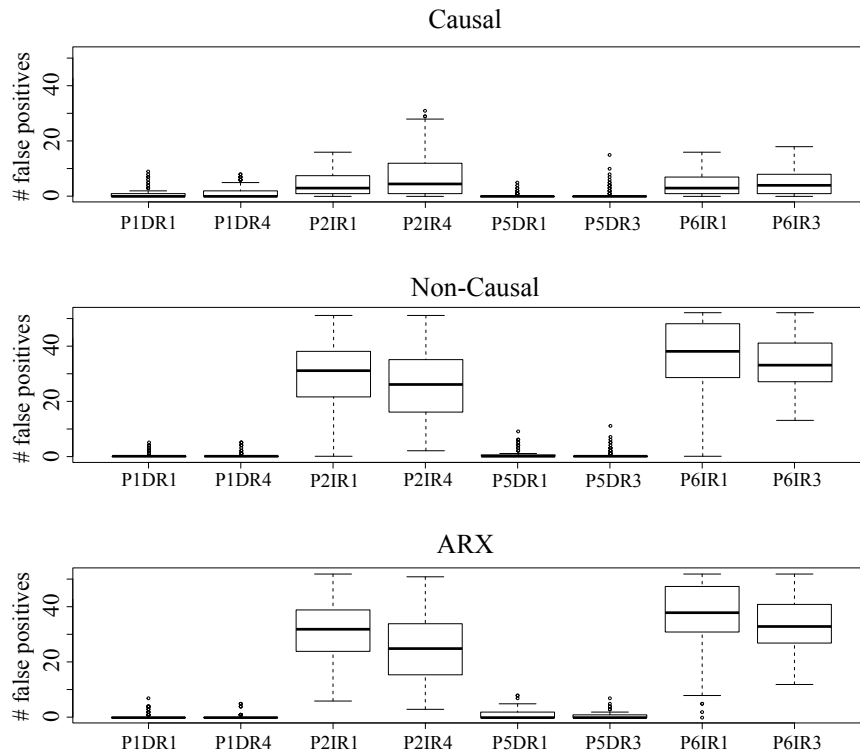 Causal
# false positives
40
20
0
P1DR1 P1DR4 P2IR1 P2IR4 P5DR1 P5DR3 P6IR1 P6IR3
Non-Causal
# false positives
40
20
0
P1DR1 P1DR4 P2IR1 P2IR4 P5DR1 P5DR3 P6IR1 P6IR3
ARX
# false positives
40
20
0
P1DR1 P1DR4 P2IR1 P2IR4 P5DR1 P5DR3 P6IR1 P6IR3